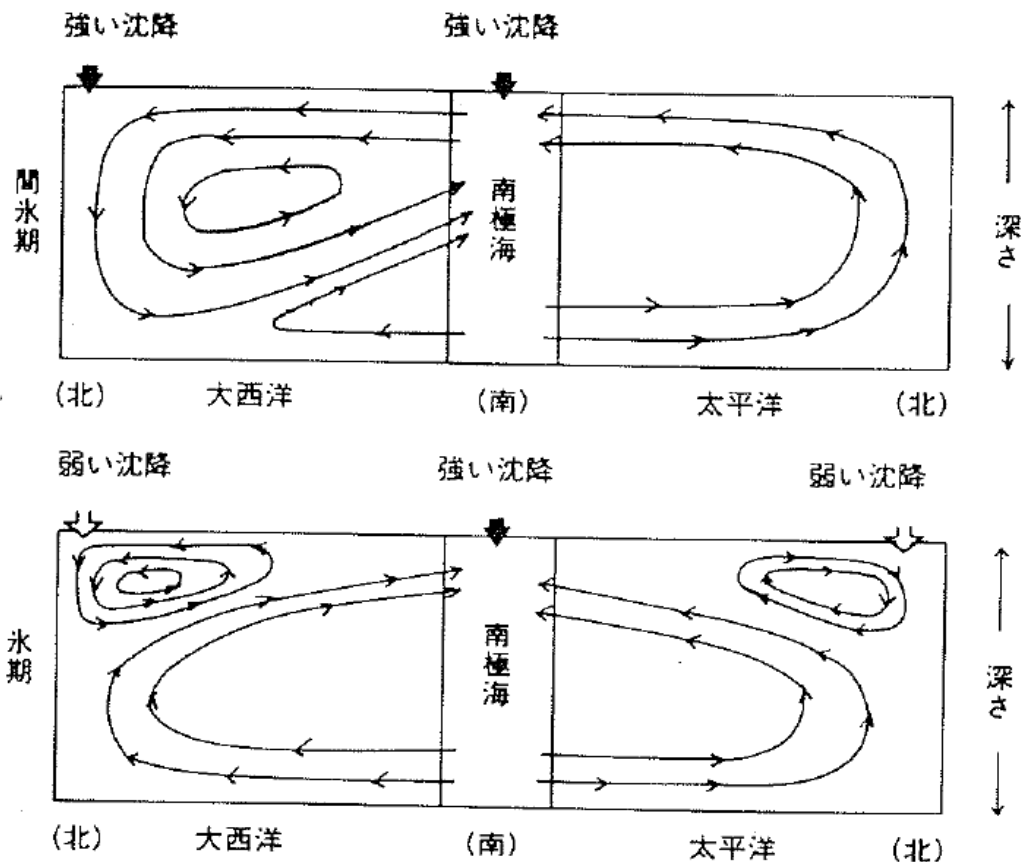 強い沈降
強い沈降
間氷期
南極海
深さ
(北)
大西洋
(南)
太平洋
(北)
弱い沈降
強い沈降
弱い沈降
氷期
南極海
深さ
(北)
大西洋
(南)
太平洋
(北)